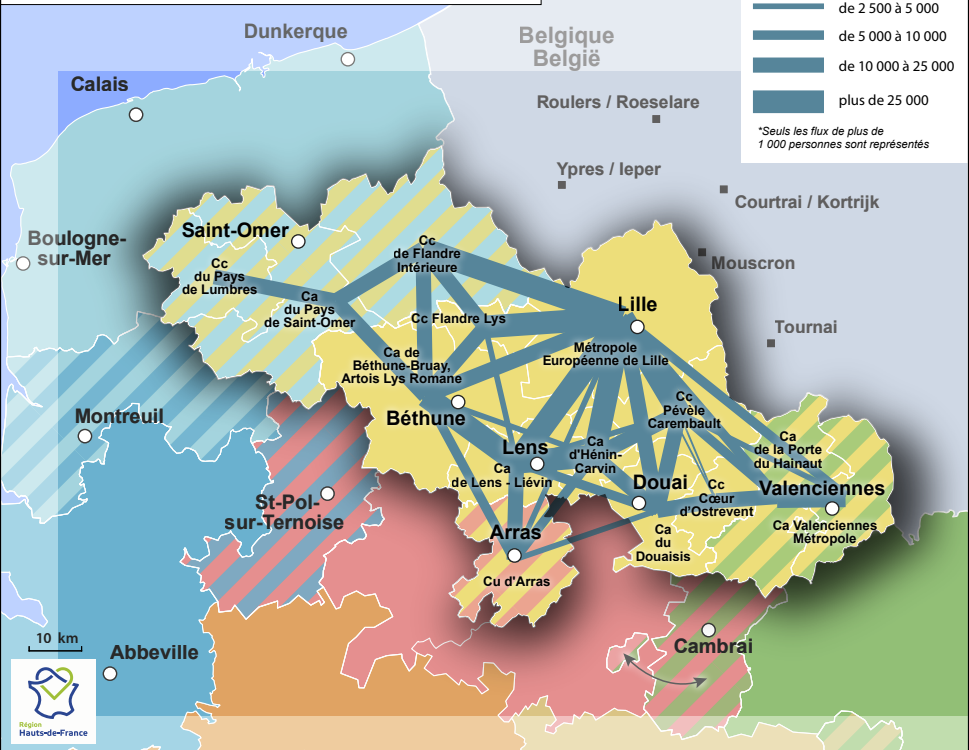 Dunkerque
Belgique
België
Calais
Roulers / Roeselare
Ypres / Ieper
Courtrai / Kortrijk
Mouscron
Tournai
de 2 500 à 5 000
de 5 000 à 10 000
de 10 000 à 25 000
plus de 25 000
*Seuls les flux de plus de
1 000 personnes sont représentés
Boulogne-
sur-Mer
Saint-Omer
Cc
du Pays
de Lumbres
Ca
du Pays
de Saint-Omer
Cc
de Flandre
Intérieure
Cc Flandre Lys
Lille
Métropole
Européenne de Lille
Ca de
Béthune-Bruay,
Artois Lys Romane
Béthune
Montreuil
Cc
Pévèle
Carembault
Lens
Ca
de Lens - Liévin
Ca
d'Hénin-
Carvin
Ca
de la Porte
du Hainaut
Douai
Cc
Cœur
d'Ostrevent
Valenciennes
Ca Valenciennes
Métropole
St-Pol-
sur-Ternoise
Arras
Cu d'Arras
Ca
du
Douaisis
Cambrai
10 km
Abbeville
Région
Hauts-de-France